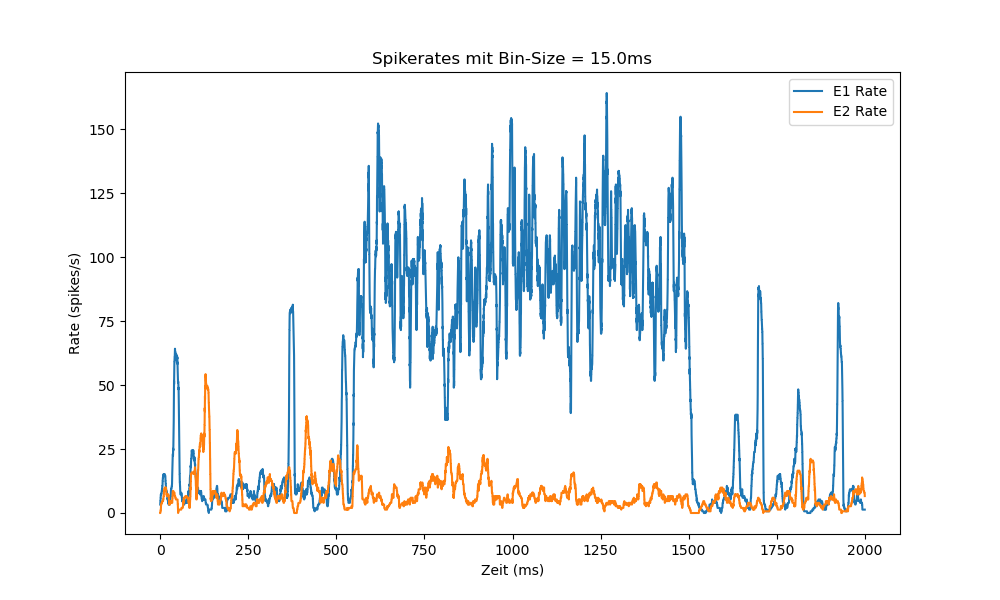 Spikerates mit Bin-Size = 15.0ms
E1 Rate
E2 Rate
150
125
100
75
50
25
0
Rate (spikes/s)
0 250 500 750 1000 1250 1500 1750 2000
Zeit (ms)